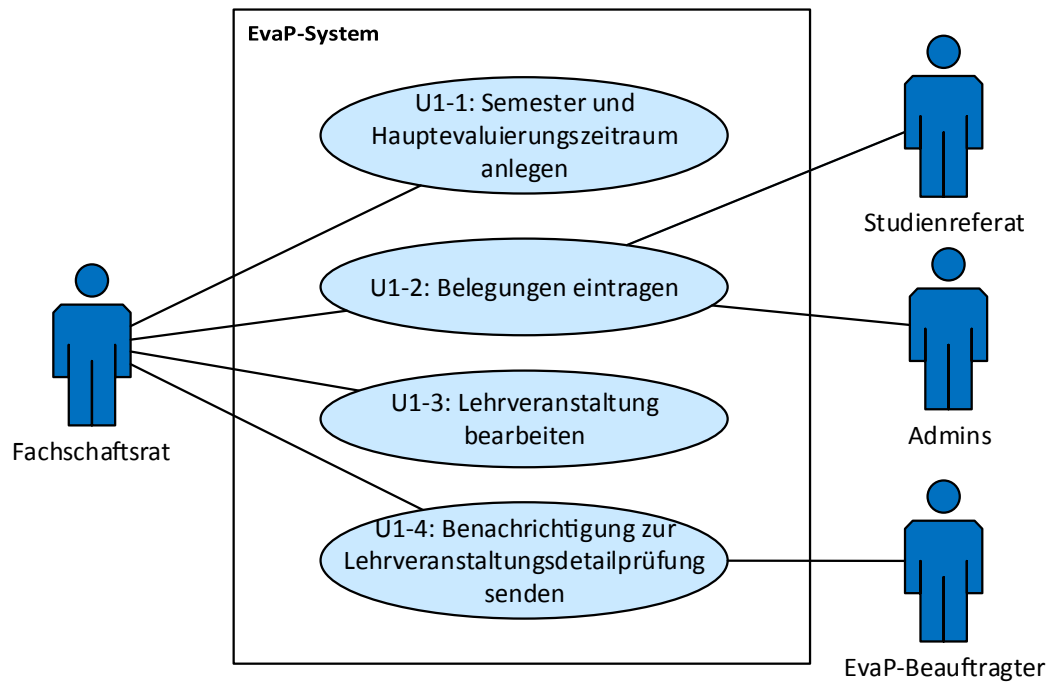 EvaP-System
U1-1: Semester und
Hauptevaluierungszeitraum
anlegen
Studienreferat
U1-2: Belegungen eintragen
U1-3: Lehrveranstaltung
bearbeiten
Admins
Fachschaftsrat
U1-4: Benachrichtigung zur
Lehrveranstaltungsdetailprüfung
senden
EvaP-Beauftragter